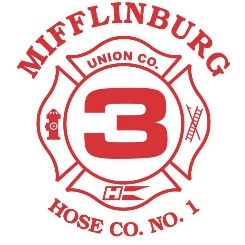 MIFFLINBURG
UNION CO.
3
H
HOSE CO. NO. 1